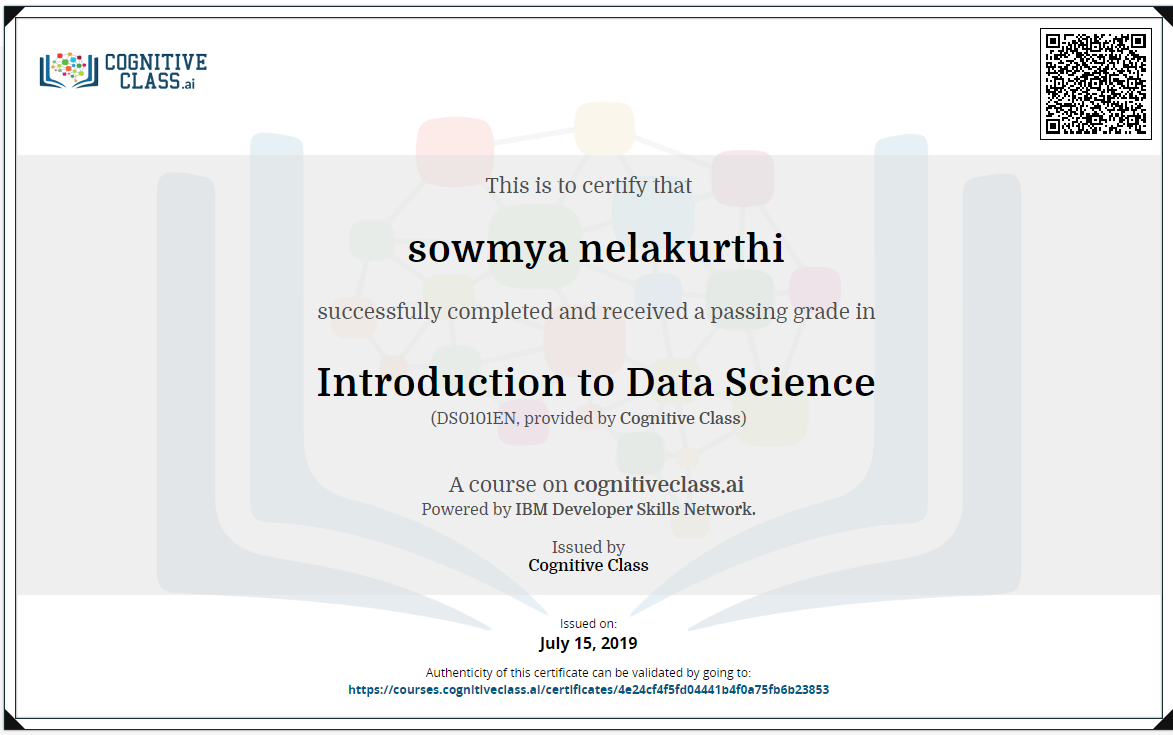 COGNITIVE
CLASS.ai
This is to certify that
sowmya nelakurthi
successfully completed and received a passing grade in
Introduction to Data Science
(DS0101EN, provided by Cognitive Class)
A course on cognitiveclass.ai
Powered by IBM Developer Skills Network.
Issued by
Cognitive Class
Issued on:
July 15, 2019
Authenticity of this certificate can be validated by going to:
https://courses.cognitiveclass.ai/certificates/4e24cf4f5fd04441b4f0a75fb6b23853